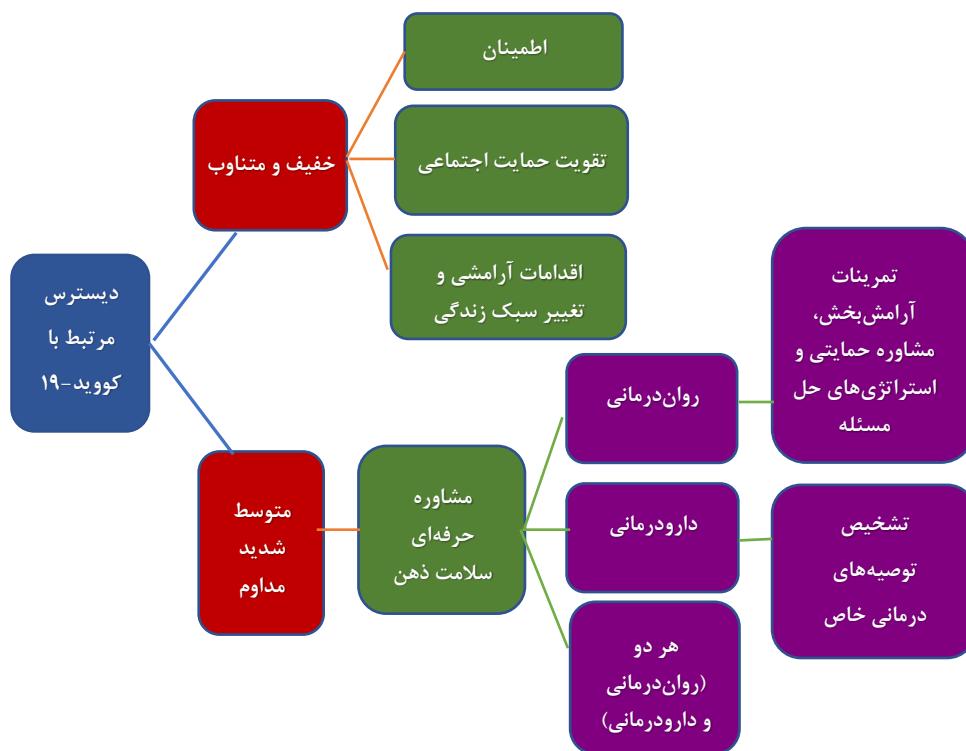 دیسترس
مرتبط با
کووید-۱۹
خفیف و متناوب
اطمینان
تقویت حمایت اجتماعی
اقدامات آرامشی و
تغییر سبک زندگی
متوسط
شدید
مداوم
مشاوره
حرفه‌ای
سلامت ذهن
روان‌درمانی
تمرینات
آرامش‌بخش،
مشاوره حمایتی و
استراتژی‌های حل
مسئله
دارودرمانی
تشخیص
توصیه‌های
درمانی خاص
هر دو
(روان‌درمانی
و دارودرمانی)